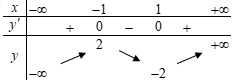 x −∞ −1 1 +∞
y' + 0 − 0 +
y −∞ 2 −2 +∞